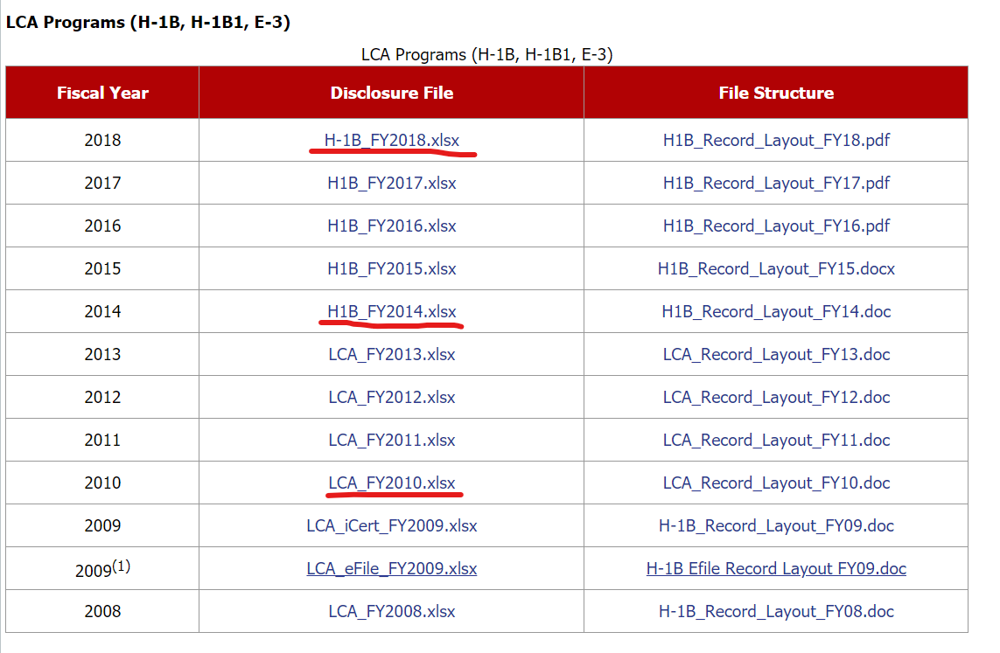 LCA Programs (H-1B, H-1B1, E-3)
LCA Programs (H-1B, H-1B1, E-3)
Fiscal Year Disclosure File File Structure
2018 H-1B_FY2018.xlsx H1B_Record_Layout_FY18.pdf
2017 H1B_FY2017.xlsx H1B_Record_Layout_FY17.pdf
2016 H1B_FY2016.xlsx H1B_Record_Layout_FY16.pdf
2015 H1B_FY2015.xlsx H1B_Record_Layout_FY15.docx
2014 H1B_FY2014.xlsx H1B_Record_Layout_FY14.doc
2013 LCA_FY2013.xlsx LCA_Record_Layout_FY13.doc
2012 LCA_FY2012.xlsx LCA_Record_Layout_FY12.doc
2011 LCA_FY2011.xlsx LCA_Record_Layout_FY11.doc
2010 LCA_FY2010.xlsx LCA_Record_Layout_FY10.doc
2009 LCA_iCert_FY2009.xlsx H-1B_Record_Layout_FY09.doc
2009(1) LCA_eFile_FY2009.xlsx H-1B Efile Record Layout FY09.doc
2008 LCA_FY2008.xlsx H-1B_Record_Layout_FY08.doc